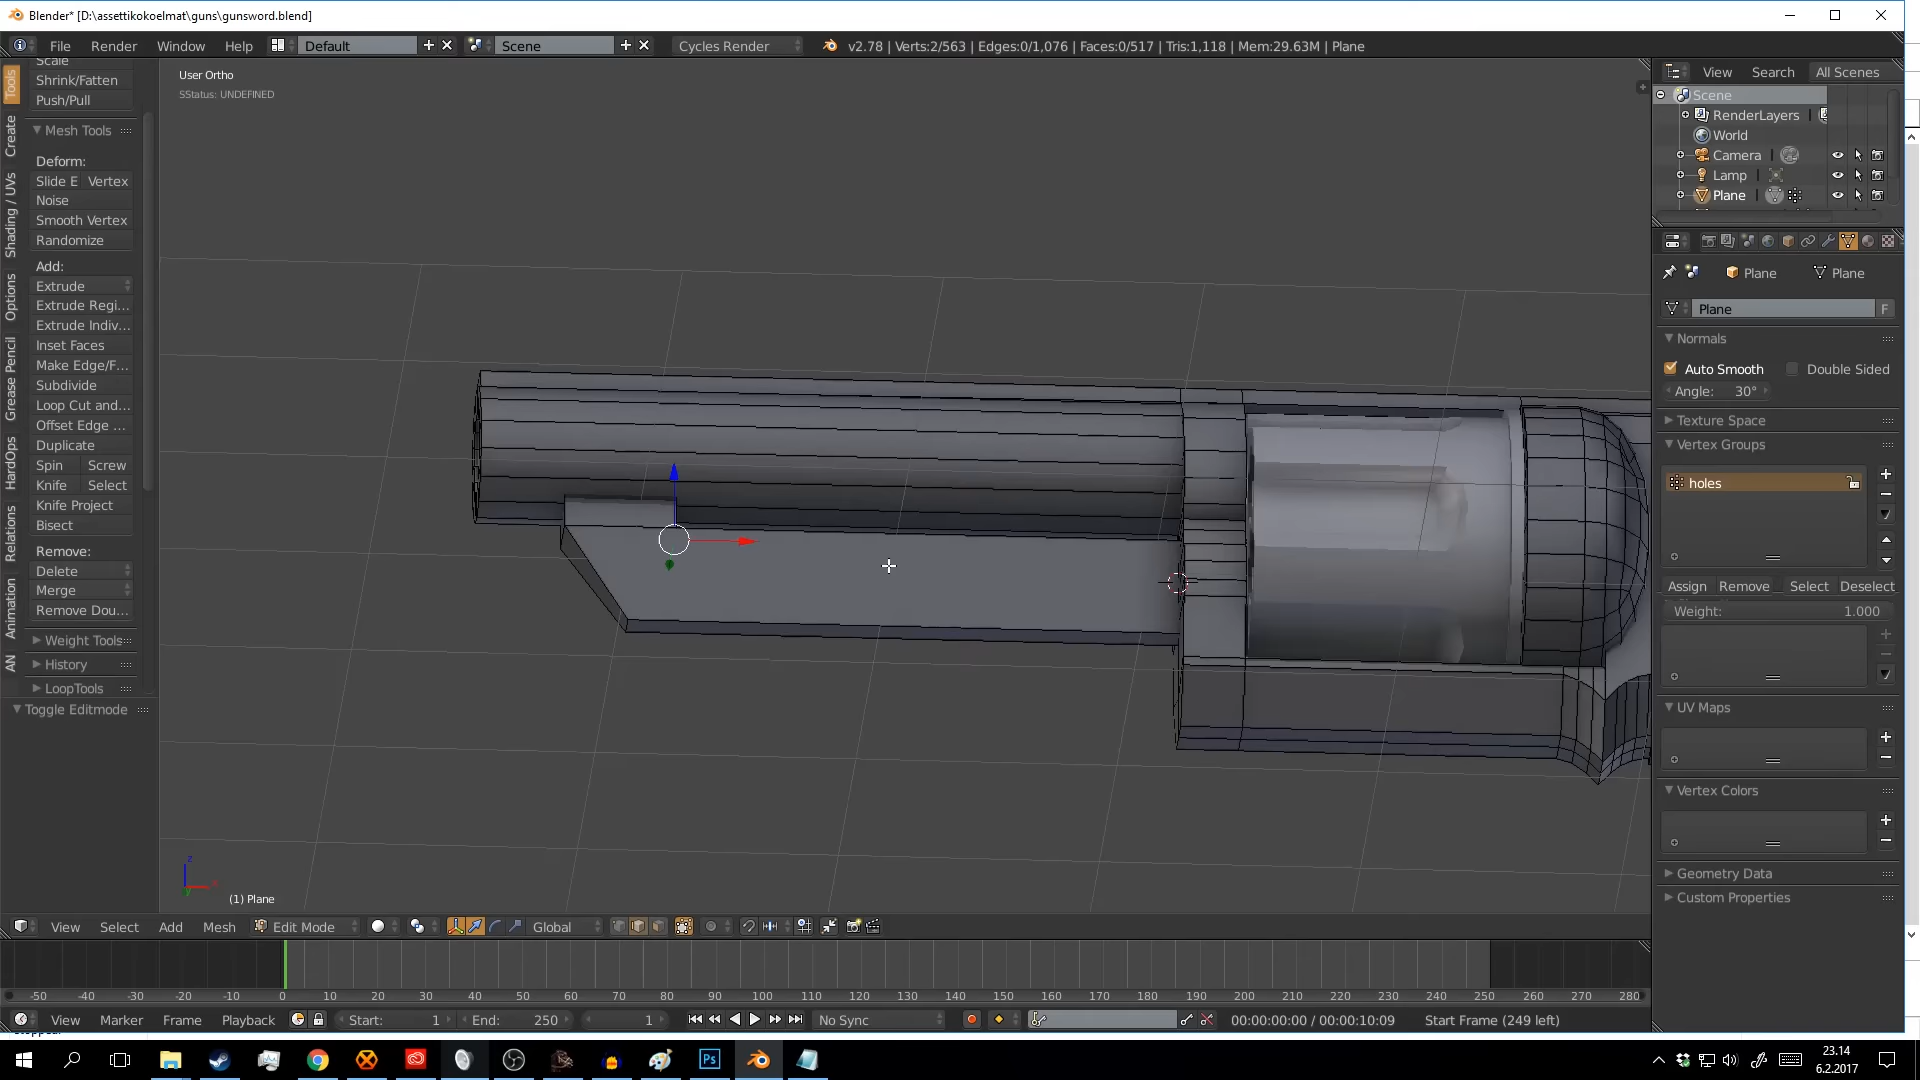 Blender* [D:\assettikokoelmat\guns\gunsword.blend]
File Render Window Help Default Scene Cycles Render v2.78 | Verts:2/563 | Edges:0/1,076 | Faces:0/517 | Tris:1,118 | Mem:29.63M | Plane
Scale
Shrink/Fatten
Push/Pull
Mesh Tools
Deform:
Slide E Vertex
Noise
Smooth Vertex
Randomize
Add:
Extrude
Extrude Regi...
Extrude Indiv...
Inset Faces
Make Edge/F...
Subdivide
Loop Cut and...
Offset Edge ...
Duplicate
Spin Screw
Knife Select
Knife Project
Bisect
Remove:
Delete
Merge
Remove Dou...
Weight Tools
History
LoopTools
Toggle Editmode
Tools
Create
Shading / UVs
Options
Grease Pencil
HardOps
Relations
Animation
AN
User Ortho
SStatus: UNDEFINED
z
(1) Plane
View Search All Scenes
Scene
RenderLayers
World
Camera
Lamp
Plane
Plane Plane
Plane F
Normals
Auto Smooth Double Sided
Angle: 30°
Texture Space
Vertex Groups
holes
Assign Remove Select Deselect
Weight: 1.000
UV Maps
Vertex Colors
Geometry Data
Custom Properties
View Select Add Mesh Edit Mode Global
-50 -40 -30 -20 -10 0 10 20 30 40 50 60 70 80 90 100 110 120 130 140 150 160 170 180 190 200 210 220 230 240 250 260 270 280
View Marker Frame Playback Start: 1 End: 250 1 No Sync 00:00:00:00 / 00:00:10:09 Start Frame (249 left)
Ps
23.14
6.2.2017